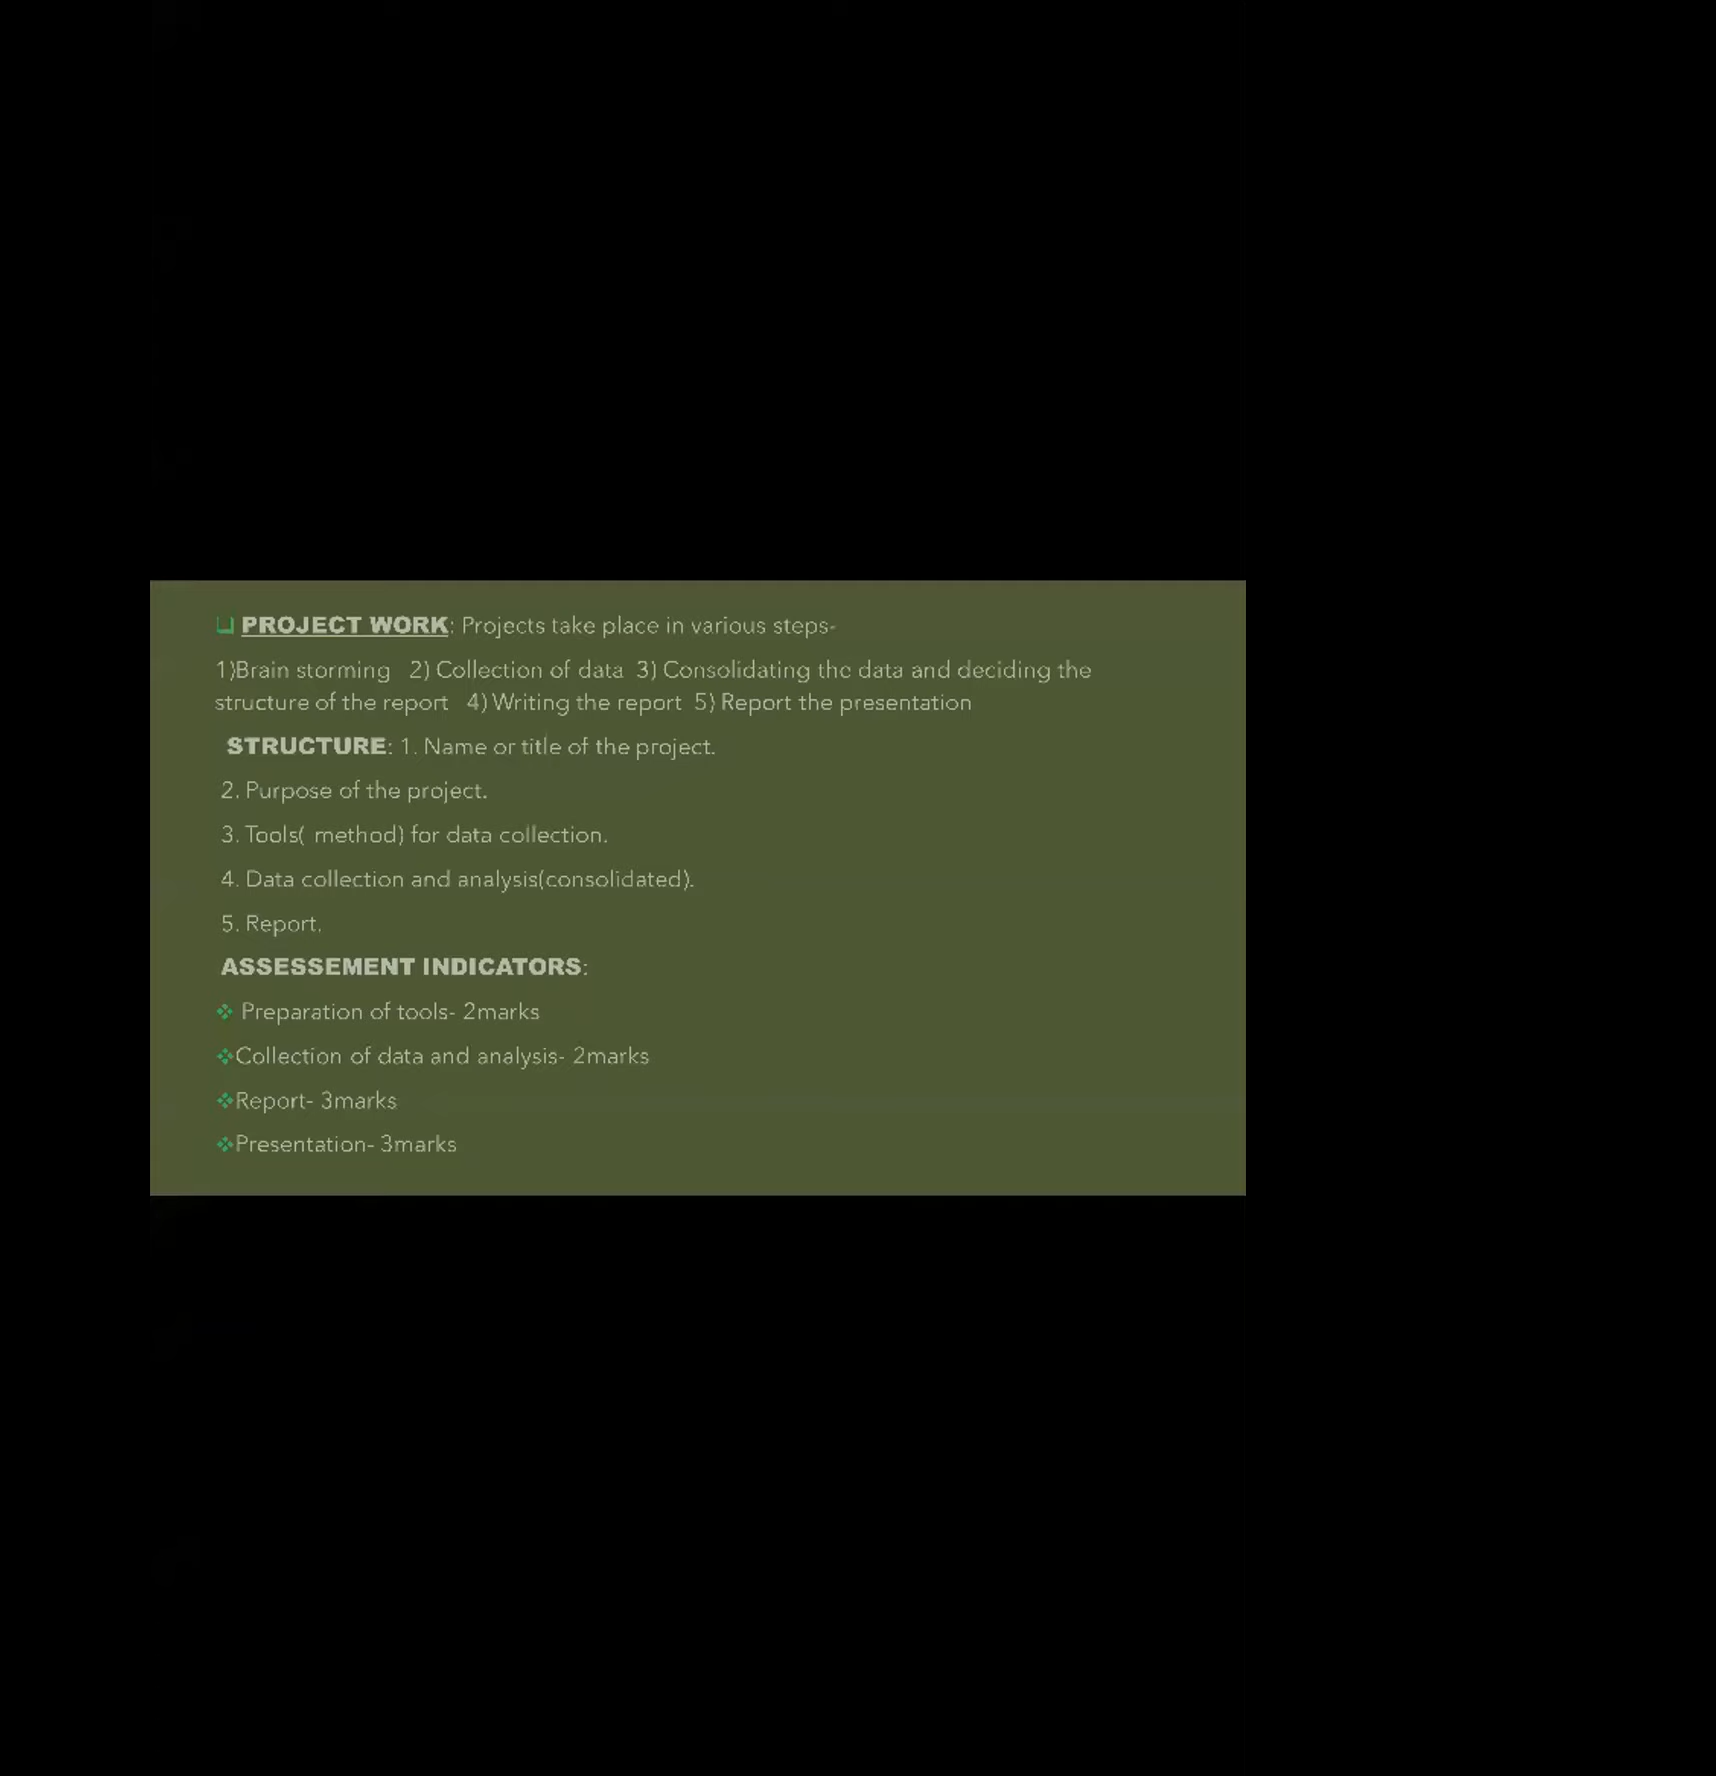 PROJECT WORK: Projects take place in various steps-
1)Brain storming 2) Collection of data 3) Consolidating the data and deciding the
structure of the report 4) Writing the report 5) Report the presentation
STRUCTURE: 1. Name or title of the project.
2. Purpose of the project.
3. Tools( method) for data collection.
4. Data collection and analysis(consolidated).
5. Report.
ASSESSEMENT INDICATORS:
Preparation of tools- 2marks
Collection of data and analysis- 2marks
Report- 3marks
Presentation- 3marks